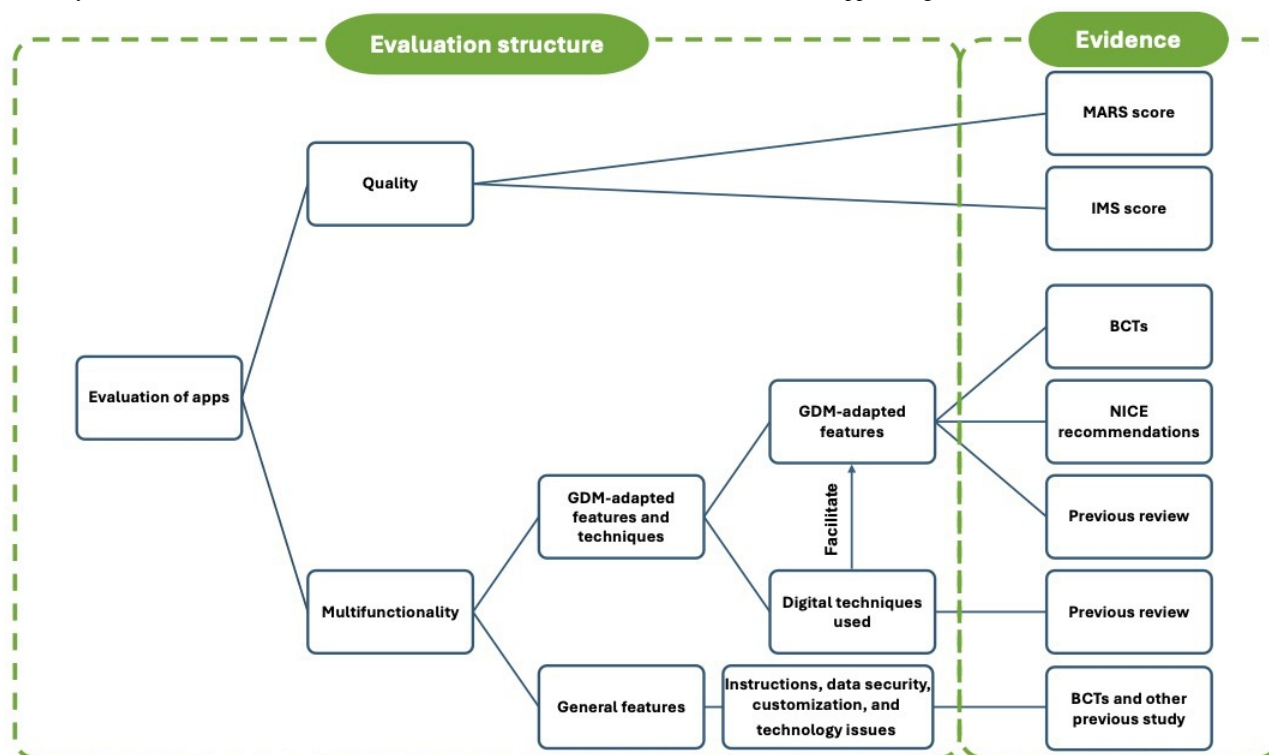 Evaluation structure
Evidence
MARS score
Quality
IMS score
BCTs
Evaluation of apps
GDM-adapted
features
NICE
recommendations
GDM-adapted
features and
techniques
Facilitate
Previous review
Multifunctionality
Digital techniques
used
Previous review
General features
Instructions, data security,
customization, and
technology issues
BCTs and other
previous study